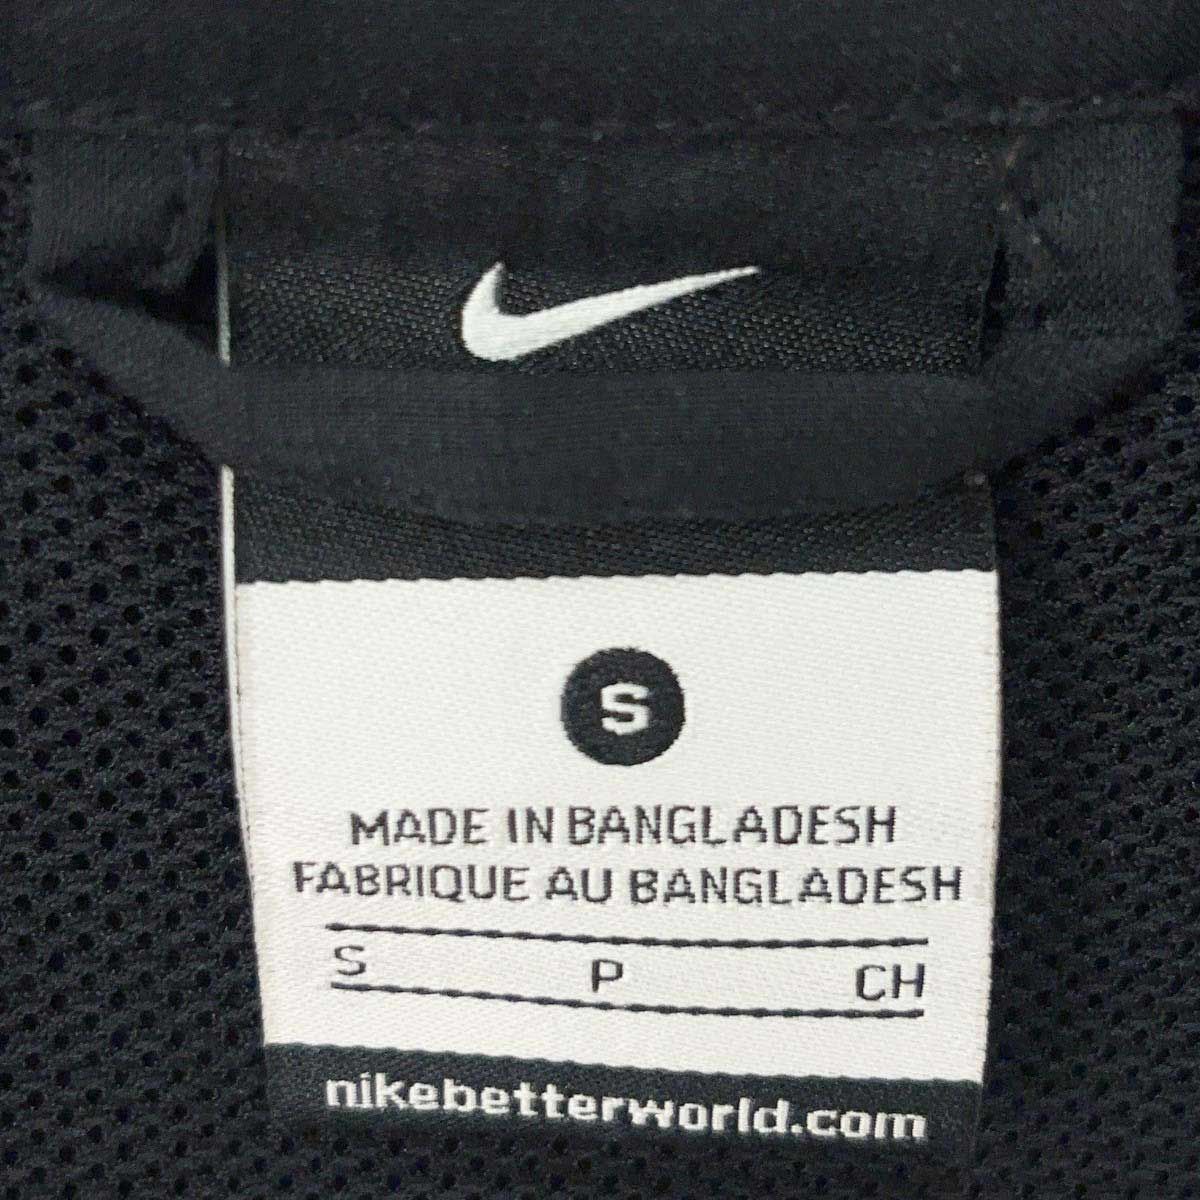 S
MADE IN BANGLADESH
FABRIQUE AU BANGLADESH
S P CH
nikebetterworld.com